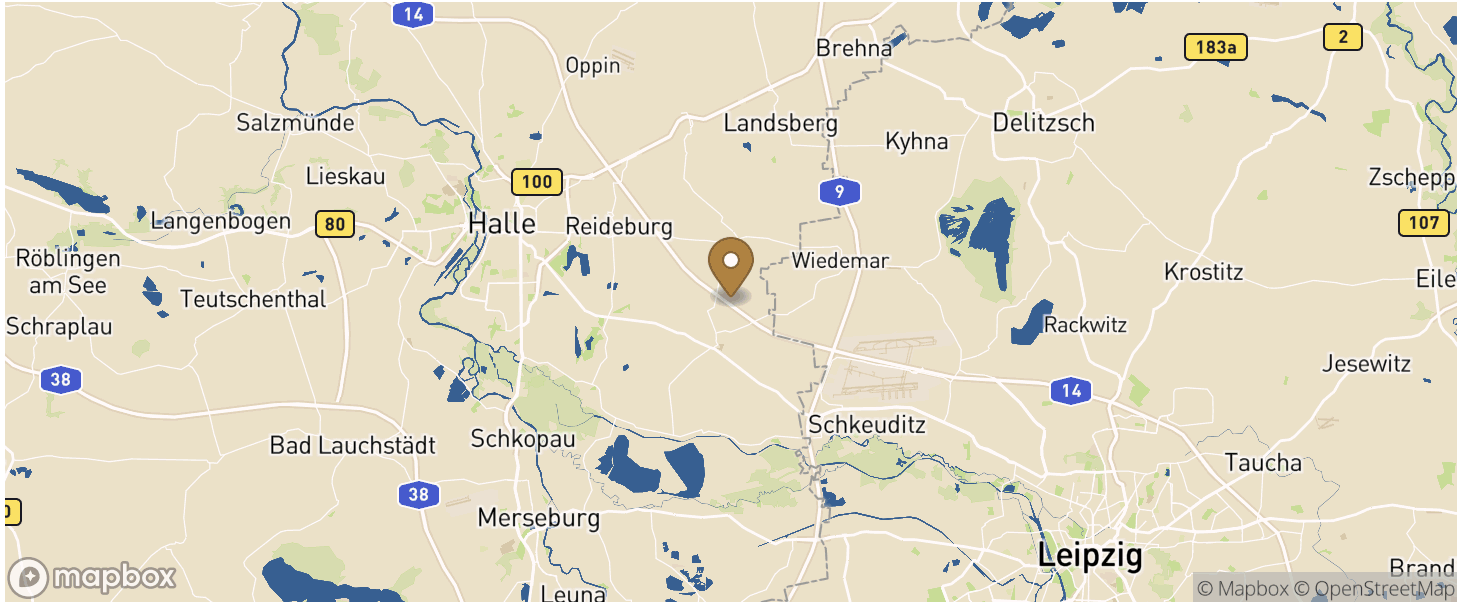 14
2
Brehna
183a
Oppin
Salzmünde
Landsberg
Delitzsch
Kyhna
Lieskau
100
9
Zschepp
Langenbogen
80
Halle
Reideburg
107
Röblingen
am See
Wiedemar
Krostitz
Eile
Teutschenthal
Schraplau
Rackwitz
Jesewitz
38
14
Schkeuditz
Bad Lauchstädt
Schkopau
Taucha
38
0
Merseburg
Leipzig
Brand
mapbox
Leuna
© Mapbox © OpenStreetMap